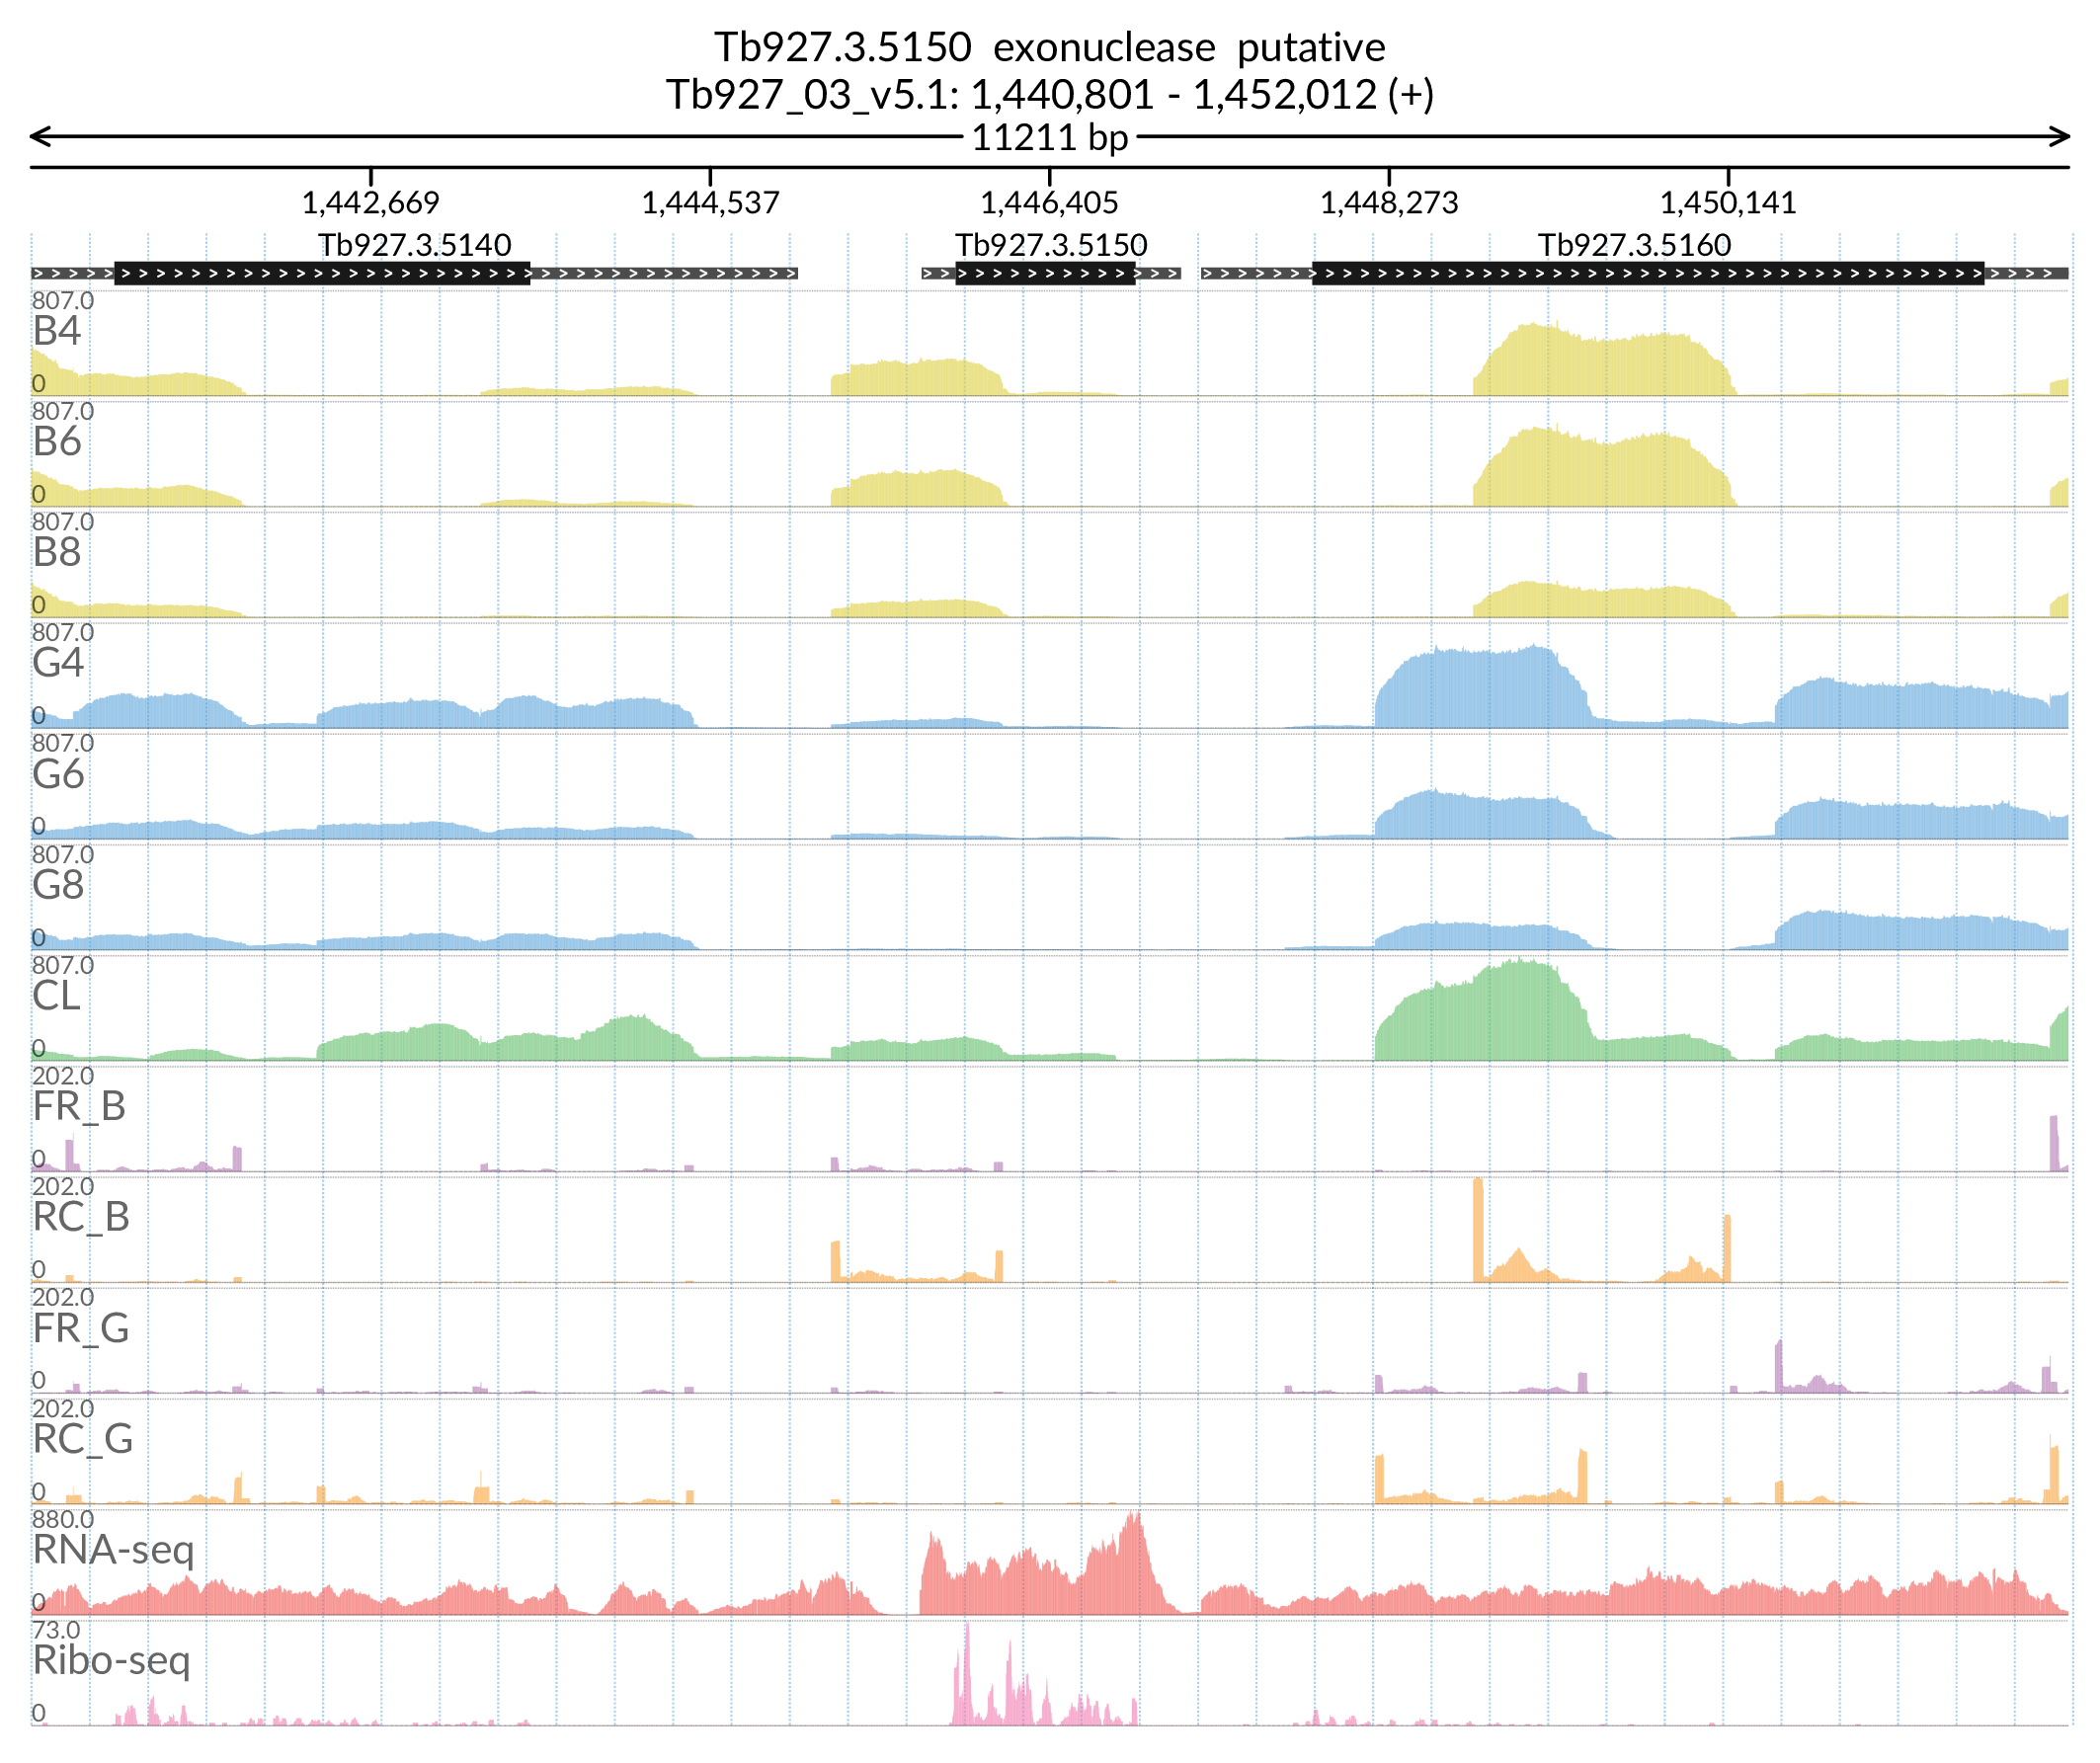 Tb927.3.5150 exonuclease putative
Tb927_03_v5.1: 1,440,801 - 1,452,012 (+)
11211 bp
1,442,669 1,444,537 1,446,405 1,448,273 1,450,141
Tb927.3.5140 Tb927.3.5150 Tb927.3.5160
807.0
B4
0
807.0
B6
0
807.0
B8
0
807.0
G4
0
807.0
G6
0
807.0
G8
0
807.0
CL
0
202.0
FR_B
0
202.0
RC_B
0
202.0
FR_G
0
202.0
RC_G
0
880.0
RNA-seq
0
73.0
Ribo-seq
0